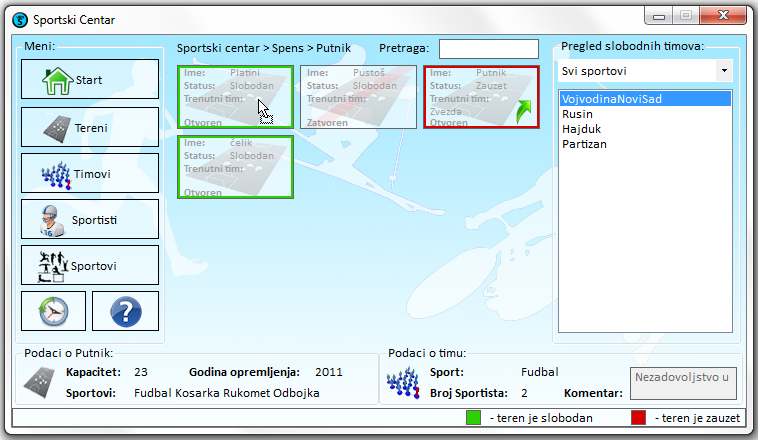 Sportski Centar
Meni:
Start
Tereni
Timovi
Sportisti
Sportovi
Sportski centar > Spens > Putnik
Pretraga:
Ime: Platini
Status: Slobodan
Trenutni tim:
Otvoren
Ime: Pustoš
Status: Slobodan
Trenutni tim:
Zatvoren
Ime: Putnik
Status: Zauzet
Trenutni tim:
Zvezda
Otvoren
Ime: čelik
Status: Slobodan
Trenutni tim:
Otvoren
Pregled slobodnih timova:
Svi sportovi
VojvodinaNoviSad
Rusin
Hajduk
Partizan
Podaci o Putnik:
Kapacitet: 23 Godina opremljenja: 2011
Sportovi: Fudbal Kosarka Rukomet Odbojka
Podaci o timu:
Sport: Fudbal
Broj Sportista: 2 Komentar: Nezadovoljstvo u
- teren je slobodan - teren je zauzet